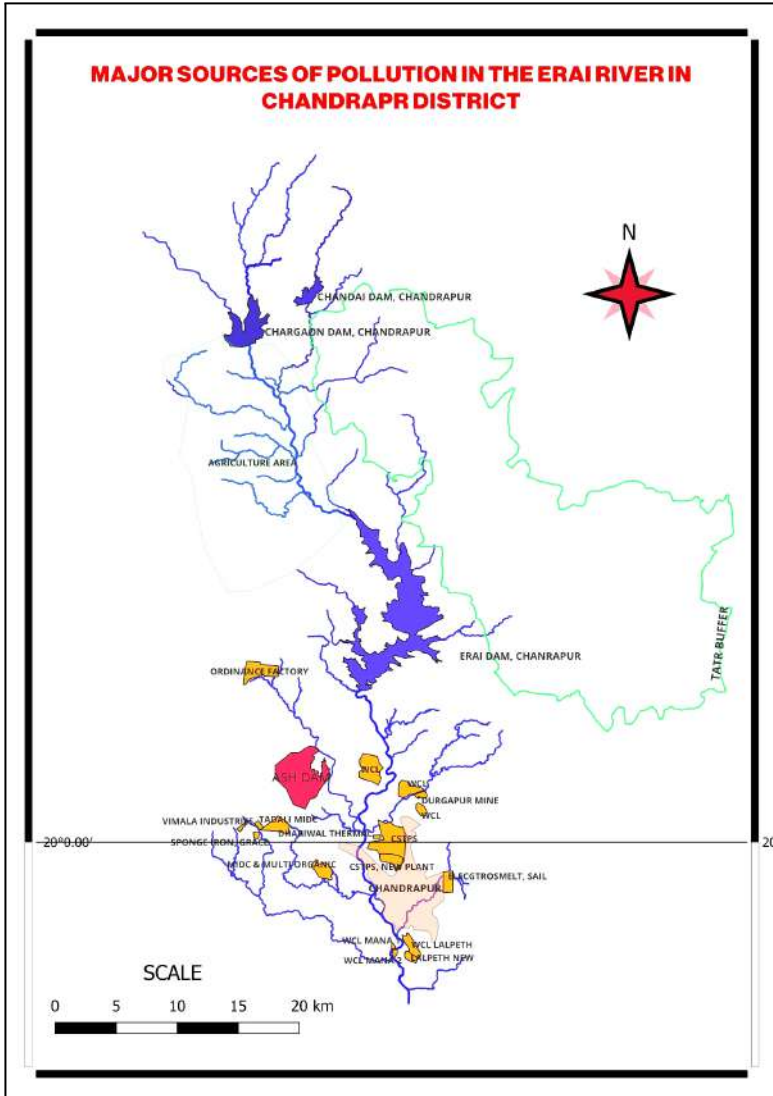 MAJOR SOURCES OF POLLUTION IN THE ERAI RIVER IN
CHANDRAPR DISTRICT
N
CHANDAI DAM, CHANDRAPUR
CHARGAON DAM, CHANDRAPUR
AGRICULTURE AREA
TATR BUFFER
ERAI DAM, CHANRAPUR
ORDINANCE FACTORY
WCL
ASH DAM
WCL
DURGAPUR MINE
WCL
VIMALA INDUSTRIES
TADALI MIDC
DHARIWAL THERMAL
CSTPS
20°0.00'
20
SPONGE IRON, GRACE
MIDC & MULTI ORGANIC
CSTPS, NEW PLANT
CHANDRAPUR
SAIL
WCL MANA
WCL LALPETH
WCL MANA 2
LALPETH NEW
SCALE
0 5 10 15 20 km